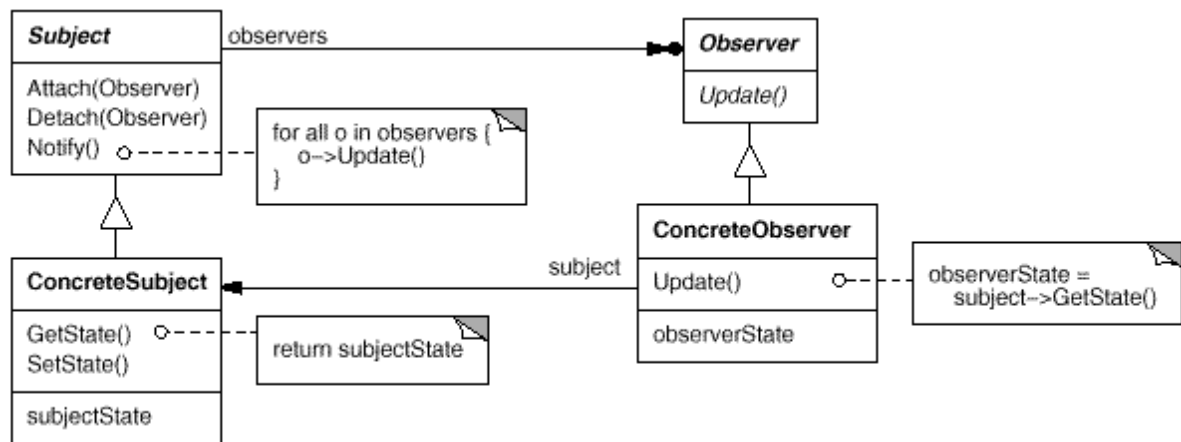 Subject
observers
Observer
Attach(Observer)
Detach(Observer)
Notify()
for all o in observers {
o->Update()
}
Update()
ConcreteSubject
GetState()
SetState()
subjectState
return subjectState
subject
ConcreteObserver
Update()
observerState
observerState =
subject->GetState()